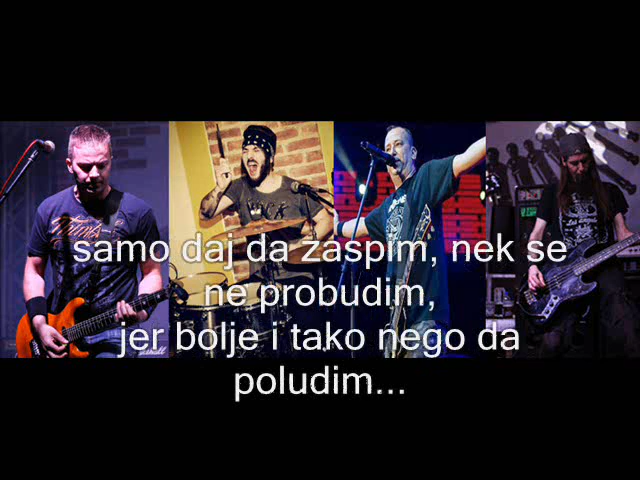 samo daj da zaspim, nek se
ne probudim,
jer bolje i tako nego da
poludim...